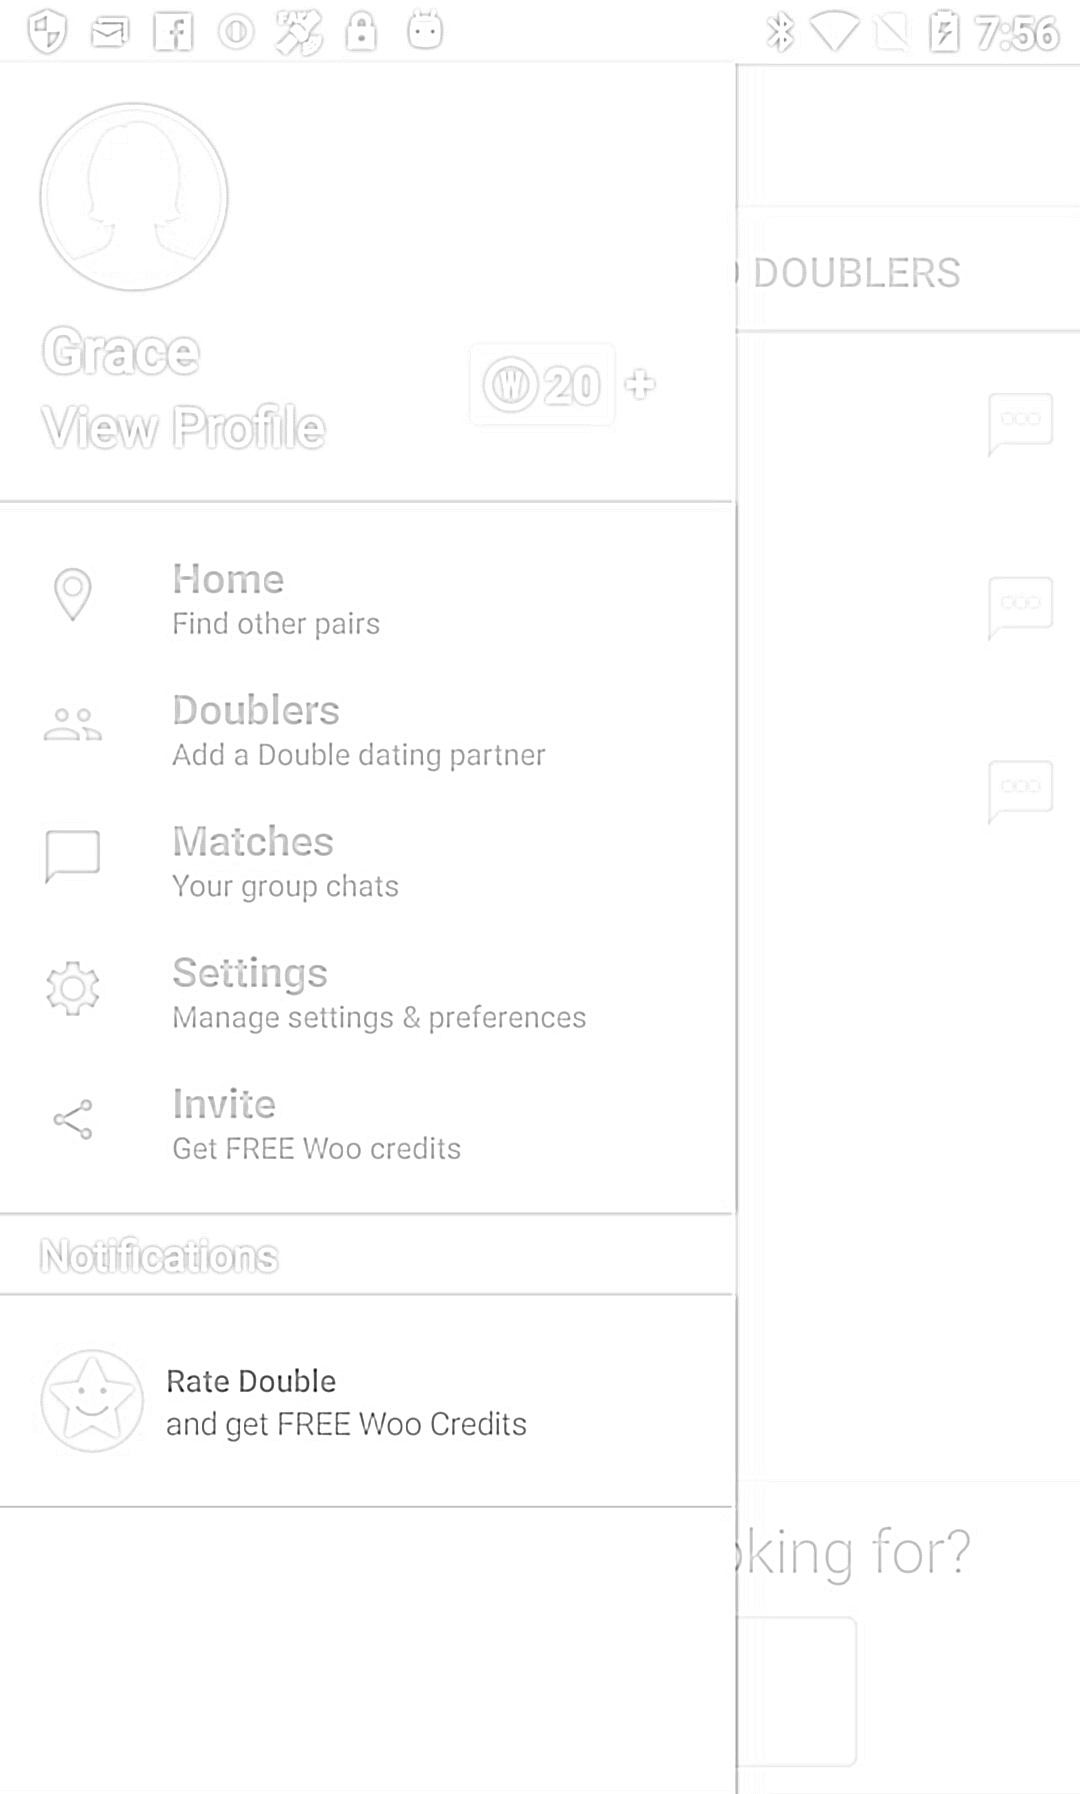 7:56
DOUBLERS
Grace
W 20 +
View Profile
Home
Find other pairs
Doublers
Add a Double dating partner
Matches
Your group chats
Settings
Manage settings & preferences
Invite
Get FREE Woo credits
Notifications
Rate Double
and get FREE Woo Credits
oking for?